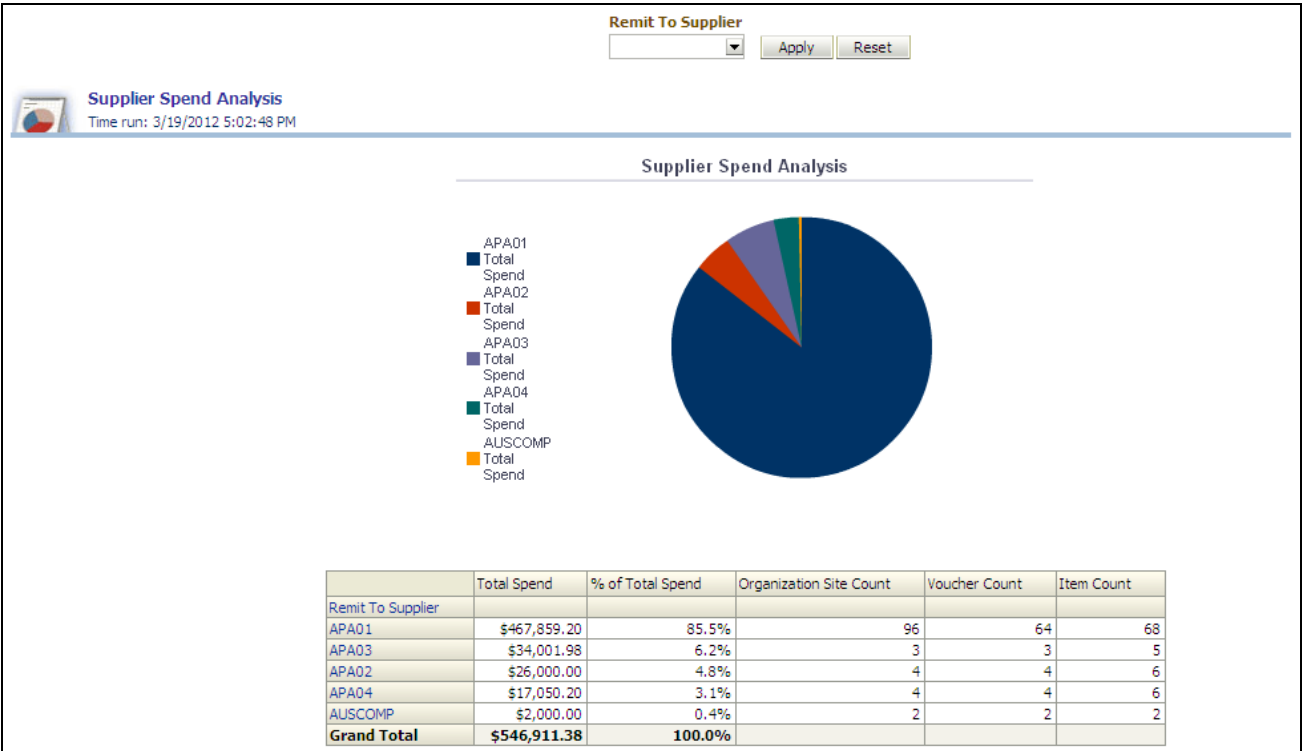 Remit To Supplier
Apply Reset
Supplier Spend Analysis
Time run: 3/19/2012 5:02:48 PM
Supplier Spend Analysis
APA01
Total
Spend
APA02
Total
Spend
APA03
Total
Spend
APA04
Total
Spend
AUSCOMP
Total
Spend
Total Spend % of Total Spend Organization Site Count Voucher Count Item Count
Remit To Supplier
APA01 $467,859.20 85.5% 96 64 68
APA03 $34,001.98 6.2% 3 3 5
APA02 $26,000.00 4.8% 4 4 6
APA04 $17,050.20 3.1% 4 4 6
AUSCOMP $2,000.00 0.4% 2 2 2
Grand Total $546,911.38 100.0%